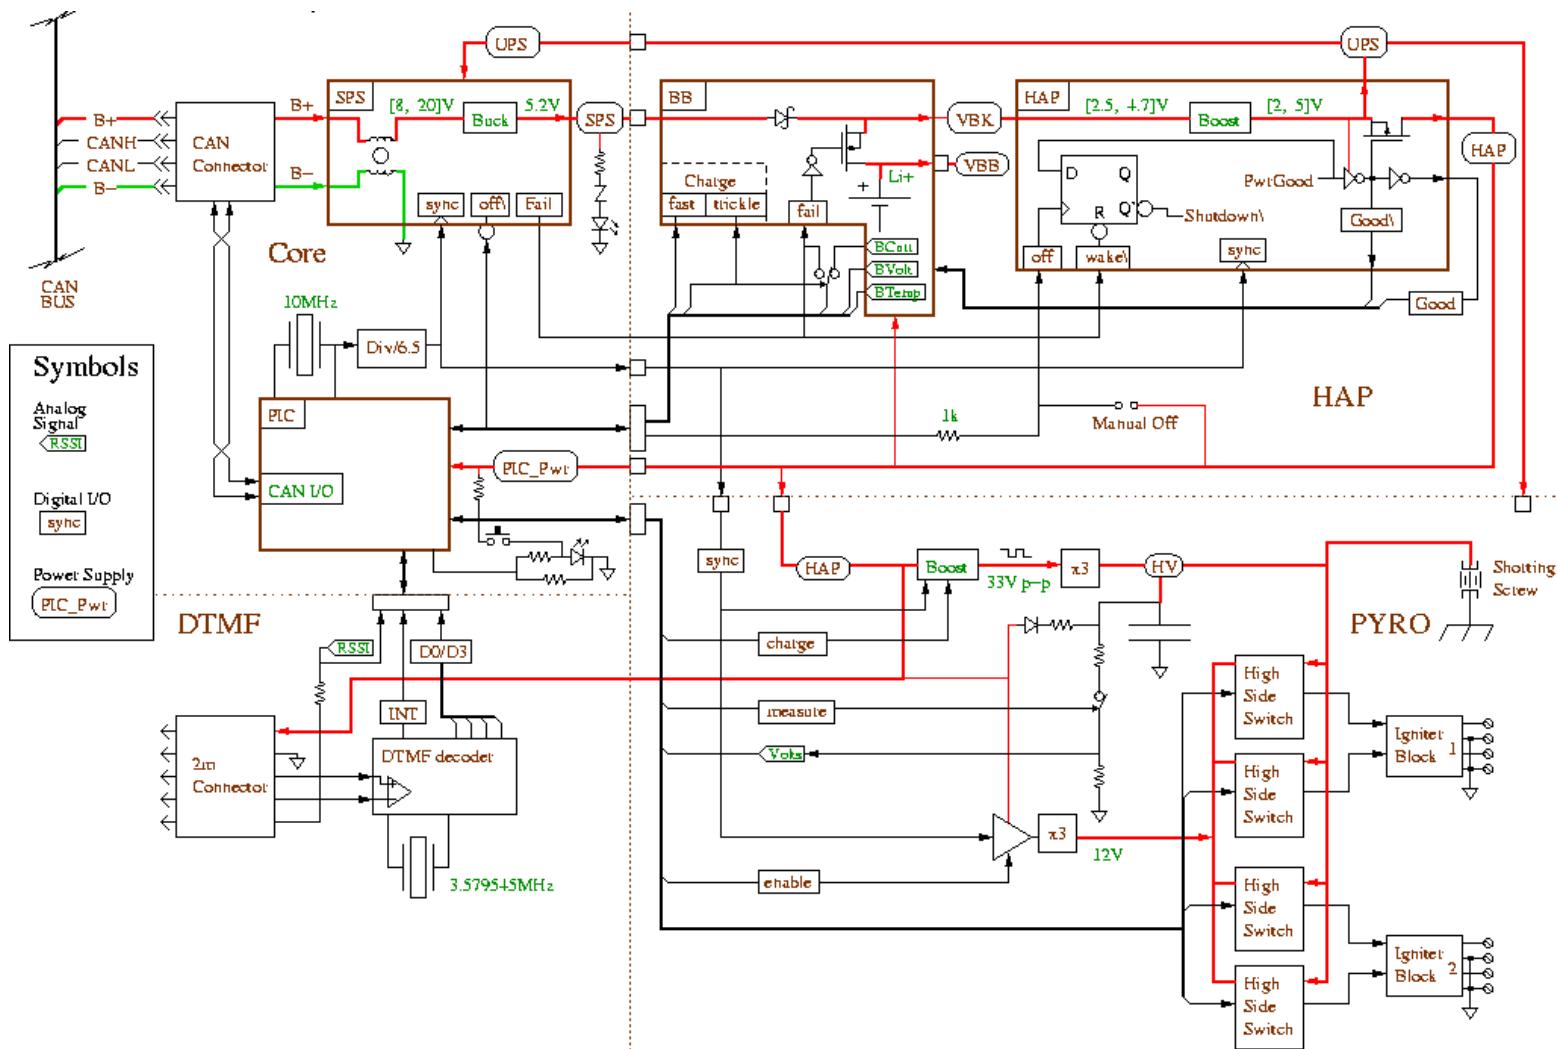 UPS
UPS
B+
CANH
CANL
B-
CAN
Connector
B+
B-
SPS
[8, 20]V
Buck
5.2V
sync
off\
Fail
SPS
BB
Charge
fast
trickle
fail
Li+
VBK
VBB
BCurr
BVolt
BTemp
HAP
[2.5, 4.7]V
Boost
[2, 5]V
D
Q
R
Q'
Shutdown\
PwrGood
Good\
off
wake\
sync
Good
HAP
CAN
BUS
Core
10MHz
Div/6.5
HAP
Manual Off
1k
Symbols
Analog
Signal
RSSI
Digital I/O
sync
Power Supply
PIC_Pwr
PIC
CAN I/O
PIC_Pwr
DTMF
RSSI
D0/D3
INT
DTMF decoder
2m
Connector
3.579545MHz
sync
HAP
Boost
33V p-p
x3
HV
Shorting
Screw
PYRO
charge
measure
Volts
enable
x3
12V
High
Side
Switch
High
Side
Switch
High
Side
Switch
High
Side
Switch
Igniter
Block 1
Igniter
Block 2